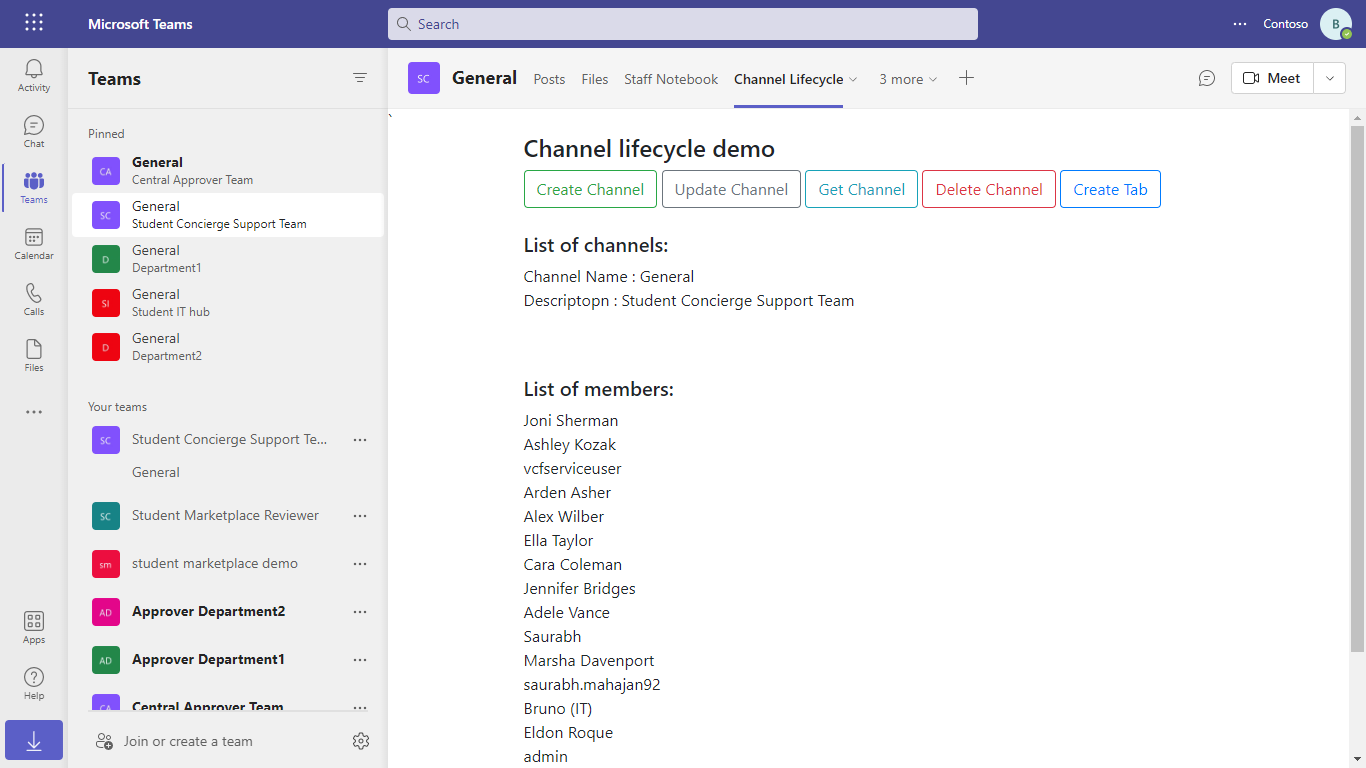 Microsoft Teams
Search
Contoso
B
Activity
Chat
Teams
Calendar
Calls
Files
Apps
Help
Teams
Pinned
CA
General
Central Approver Team
SC
General
Student Concierge Support Team
D
General
Department1
SI
General
Student IT hub
D
General
Department2
Your teams
SC
Student Concierge Support Te...
General
SC
Student Marketplace Reviewer
sm
student marketplace demo
AD
Approver Department2
AD
Approver Department1
CA
Central Approver Team
Join or create a team
SC
General
Posts
Files
Staff Notebook
Channel Lifecycle
3 more
Meet
`
Channel lifecycle demo
Create Channel
Update Channel
Get Channel
Delete Channel
Create Tab
List of channels:
Channel Name : General
Descriptopn : Student Concierge Support Team
List of members:
Joni Sherman
Ashley Kozak
vcfserviceuser
Arden Asher
Alex Wilber
Ella Taylor
Cara Coleman
Jennifer Bridges
Adele Vance
Saurabh
Marsha Davenport
saurabh.mahajan92
Bruno (IT)
Eldon Roque
admin